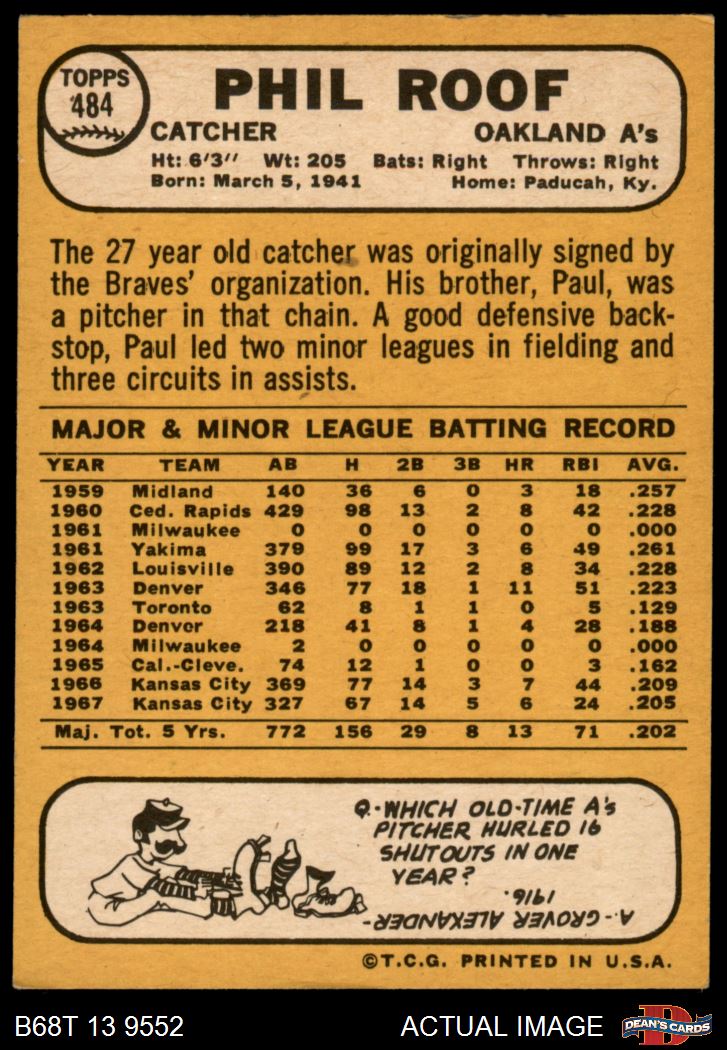 TOPPS
484
PHIL ROOF
CATCHER OAKLAND A's
Ht: 6'3'' Wt: 205 Bats: Right Throws: Right
Born: March 5, 1941 Home: Paducah, Ky.
The 27 year old catcher was originally signed by
the Braves' organization. His brother, Paul, was
a pitcher in that chain. A good defensive back-
stop, Paul led two minor leagues in fielding and
three circuits in assists.
MAJOR & MINOR LEAGUE BATTING RECORD
YEAR TEAM AB H 2B 3B HR RBI AVG.
1959 Midland 140 36 6 0 3 18 .257
1960 Ced. Rapids 429 98 13 2 8 42 .228
1961 Milwaukee 0 0 0 0 0 0 .000
1961 Yakima 379 99 17 3 6 49 .261
1962 Louisville 390 89 12 2 8 34 .228
1963 Denver 346 77 18 1 11 51 .223
1963 Toronto 62 8 1 1 0 5 .129
1964 Denver 218 41 8 1 4 28 .188
1964 Milwaukee 2 0 0 0 0 0 .000
1965 Cal.-Cleve. 74 12 1 0 0 3 .162
1966 Kansas City 369 77 14 3 7 44 .209
1967 Kansas City 327 67 14 5 6 24 .205
Maj. Tot. 5 Yrs. 772 156 29 8 13 71 .202
Q.-WHICH OLD-TIME A's
PITCHER HURLED 16
SHUTOUTS IN ONE
YEAR?
A.-GROVER ALEXANDER-
1916.
©T.C.G. PRINTED IN U.S.A.
B68T 13 9552 ACTUAL IMAGE
D
DEAN'S CARDS